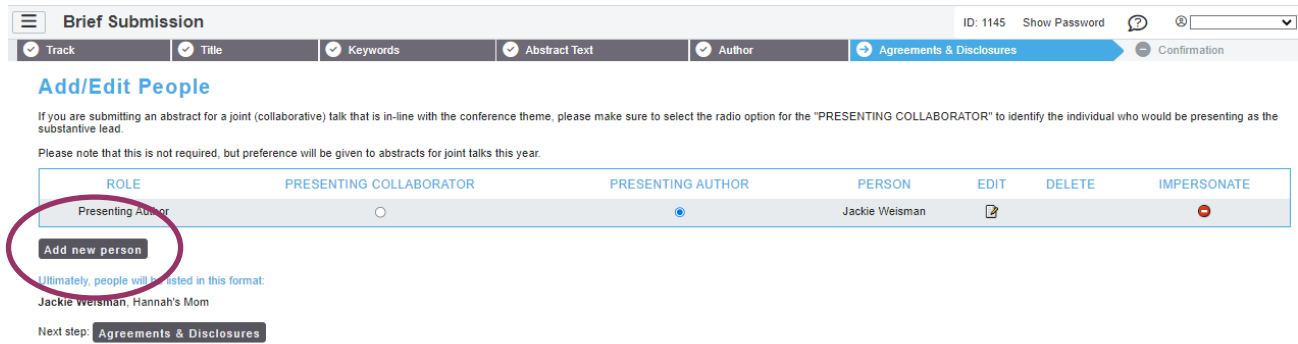 Brief Submission ID: 1145 Show Password
Track Title Keywords Abstract Text Author Agreements & Disclosures Confirmation
Add/Edit People
If you are submitting an abstract for a joint (collaborative) talk that is in-line with the conference theme, please make sure to select the radio option for the "PRESENTING COLLABORATOR" to identify the individual who would be presenting as the
substantive lead.
Please note that this is not required, but preference will be given to abstracts for joint talks this year.
ROLE PRESENTING COLLABORATOR PRESENTING AUTHOR PERSON EDIT DELETE IMPERSONATE
Presenting Author Jackie Weisman
Add new person
Ultimately, people will be listed in this format:
Jackie Weisman, Hannah's Mom
Next step: Agreements & Disclosures